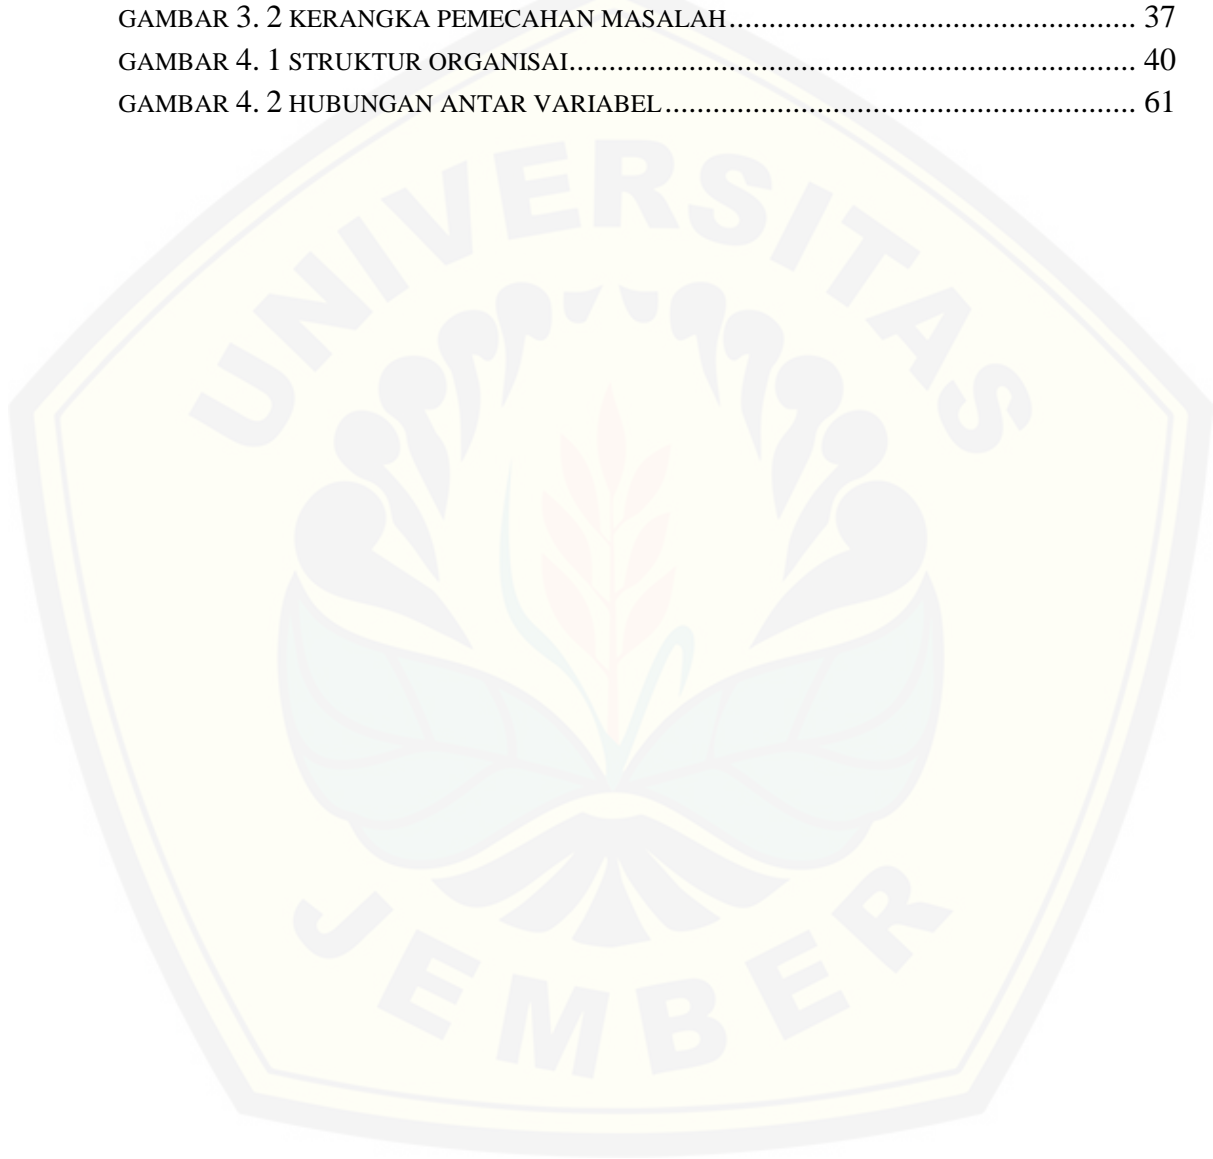 GAMBAR 3. 2 KERANGKA PEMECAHAN MASALAH.................................................... 37
GAMBAR 4. 1 STRUKTUR ORGANISAI......................................................................... 40
GAMBAR 4. 2 HUBUNGAN ANTAR VARIABEL............................................................. 61
UNIVERSITAS
JEMBER